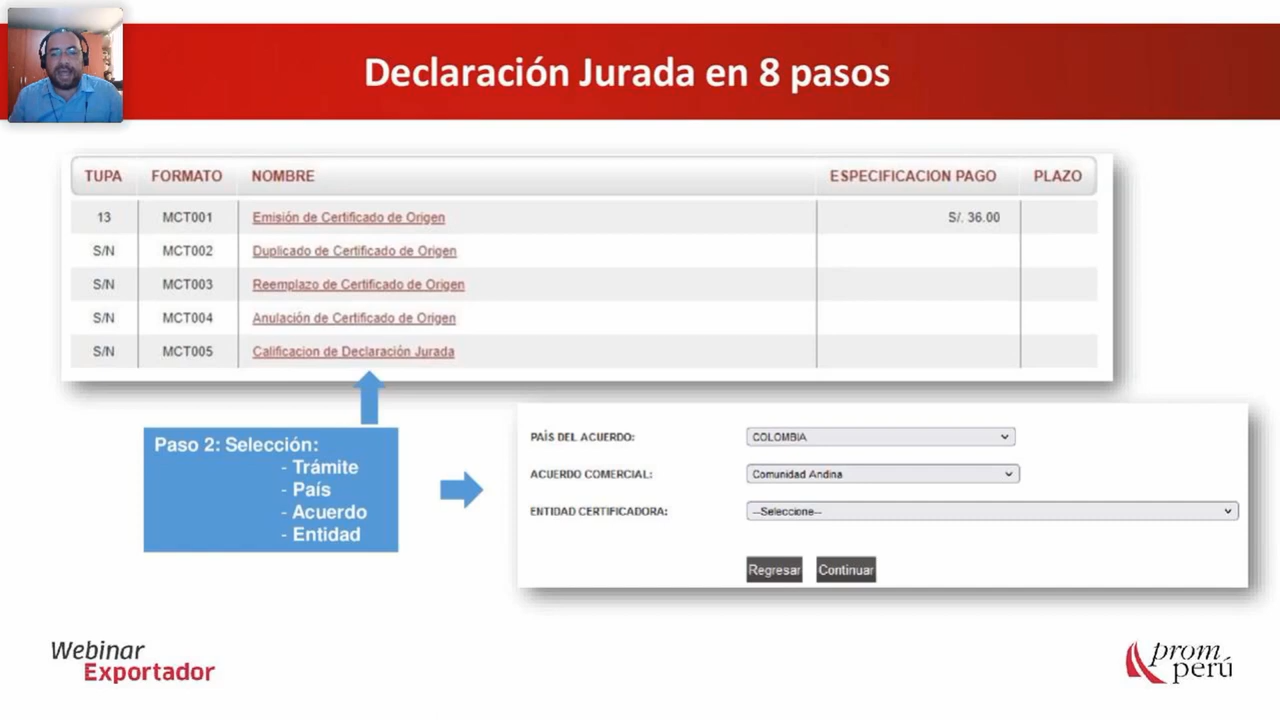 Declaración Jurada en 8 pasos
TUPA FORMATO NOMBRE ESPECIFICACION PAGO PLAZO
13 MCT001 Emisión de Certificado de Origen S/. 36.00
S/N MCT002 Duplicado de Certificado de Origen
S/N MCT003 Reemplazo de Certificado de Origen
S/N MCT004 Anulación de Certificado de Origen
S/N MCT005 Calificacion de Declaración Jurada
Paso 2: Selección:
- Trámite
- País
- Acuerdo
- Entidad
PAÍS DEL ACUERDO: COLOMBIA
ACUERDO COMERCIAL: Comunidad Andina
ENTIDAD CERTIFICADORA: --Seleccione--
Regresar Continuar
Webinar
Exportador
prom
perú